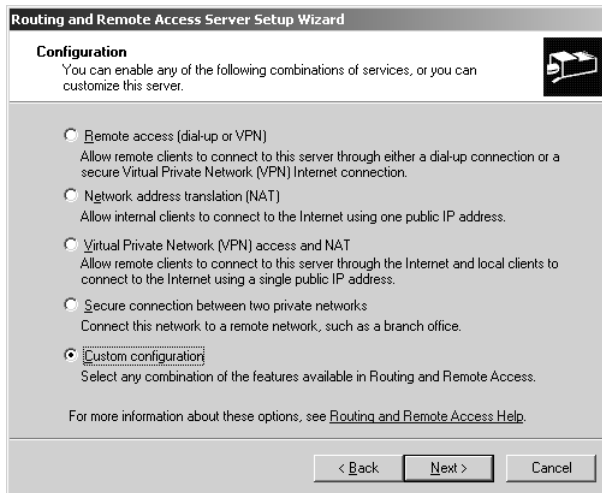 Routing and Remote Access Server Setup Wizard
Configuration
You can enable any of the following combinations of services, or you can
customize this server.
Remote access (dial-up or VPN)
Allow remote clients to connect to this server through either a dial-up connection or a
secure Virtual Private Network (VPN) Internet connection.
Network address translation (NAT)
Allow internal clients to connect to the Internet using one public IP address.
Virtual Private Network (VPN) access and NAT
Allow remote clients to connect to this server through the Internet and local clients to
connect to the Internet using a single public IP address.
Secure connection between two private networks
Connect this network to a remote network, such as a branch office.
Custom configuration
Select any combination of the features available in Routing and Remote Access.
For more information about these options, see Routing and Remote Access Help.
< Back Next > Cancel